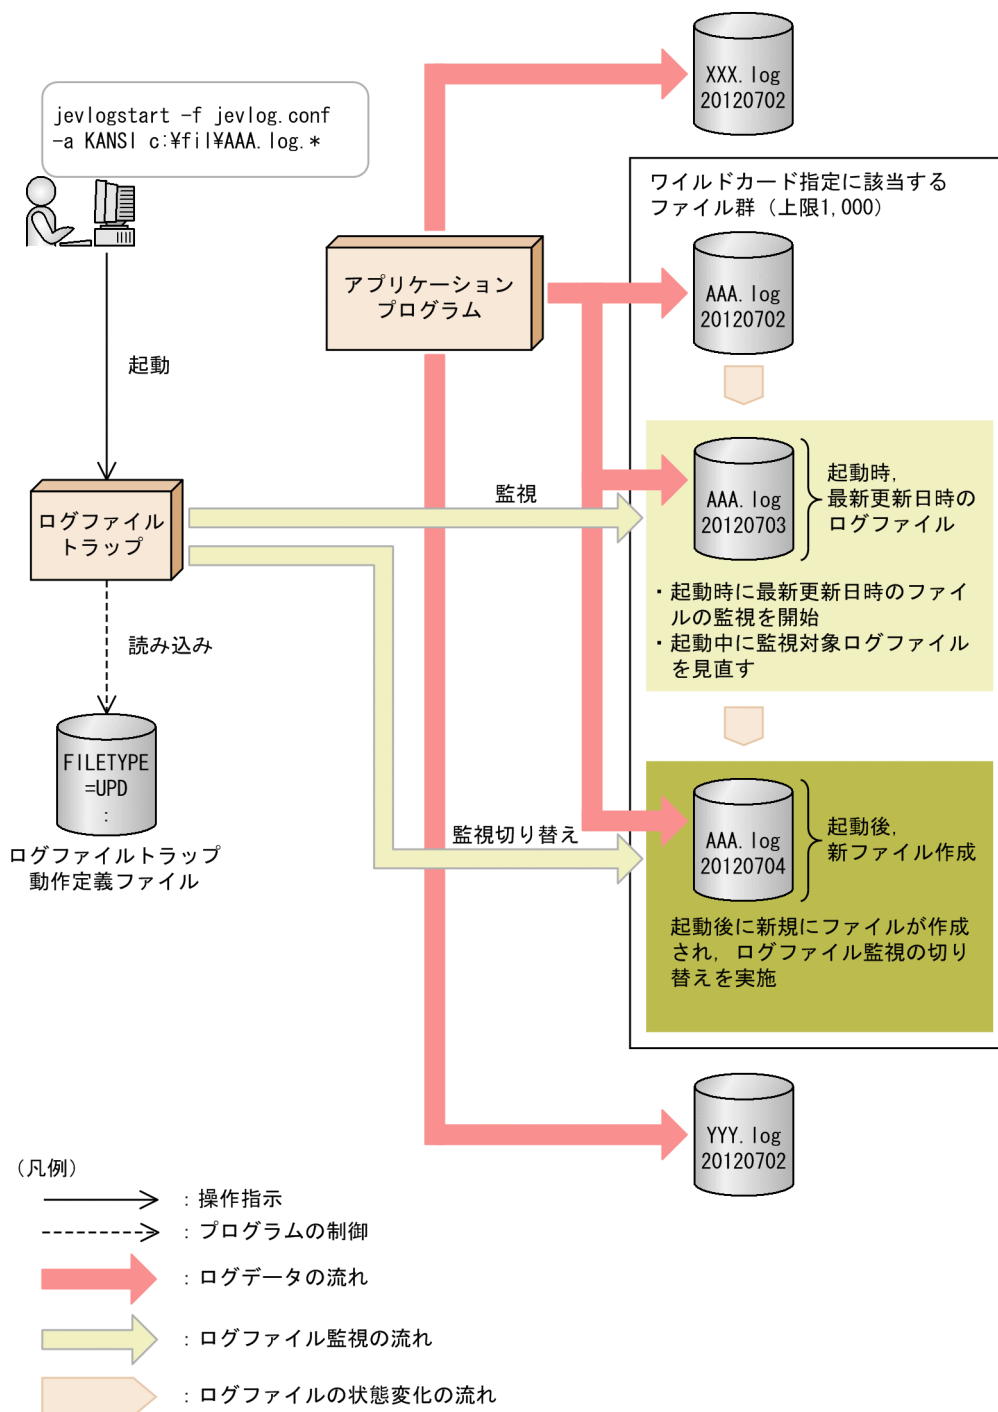 XXX.log
20120702
jevlogstart -f jevlog.conf
-a KANSI c:¥fil¥AAA.log.*
ワイルドカード指定に該当する
ファイル群（上限1,000）
アプリケーション
プログラム
AAA.log
20120702
起動
AAA.log
20120703
起動時，
最新更新日時の
ログファイル
監視
ログファイル
トラップ
・起動時に最新更新日時のファイ
ルの監視を開始
・起動中に監視対象ログファイル
を見直す
読み込み
FILETYPE
=UPD
:
ログファイルトラップ
動作定義ファイル
監視切り替え
AAA.log
20120704
起動後，
新ファイル作成
起動後に新規にファイルが作成
され，ログファイル監視の切り
替えを実施
YYY.log
20120702
（凡例）
：操作指示
：プログラムの制御
：ログデータの流れ
：ログファイル監視の流れ
：ログファイルの状態変化の流れ